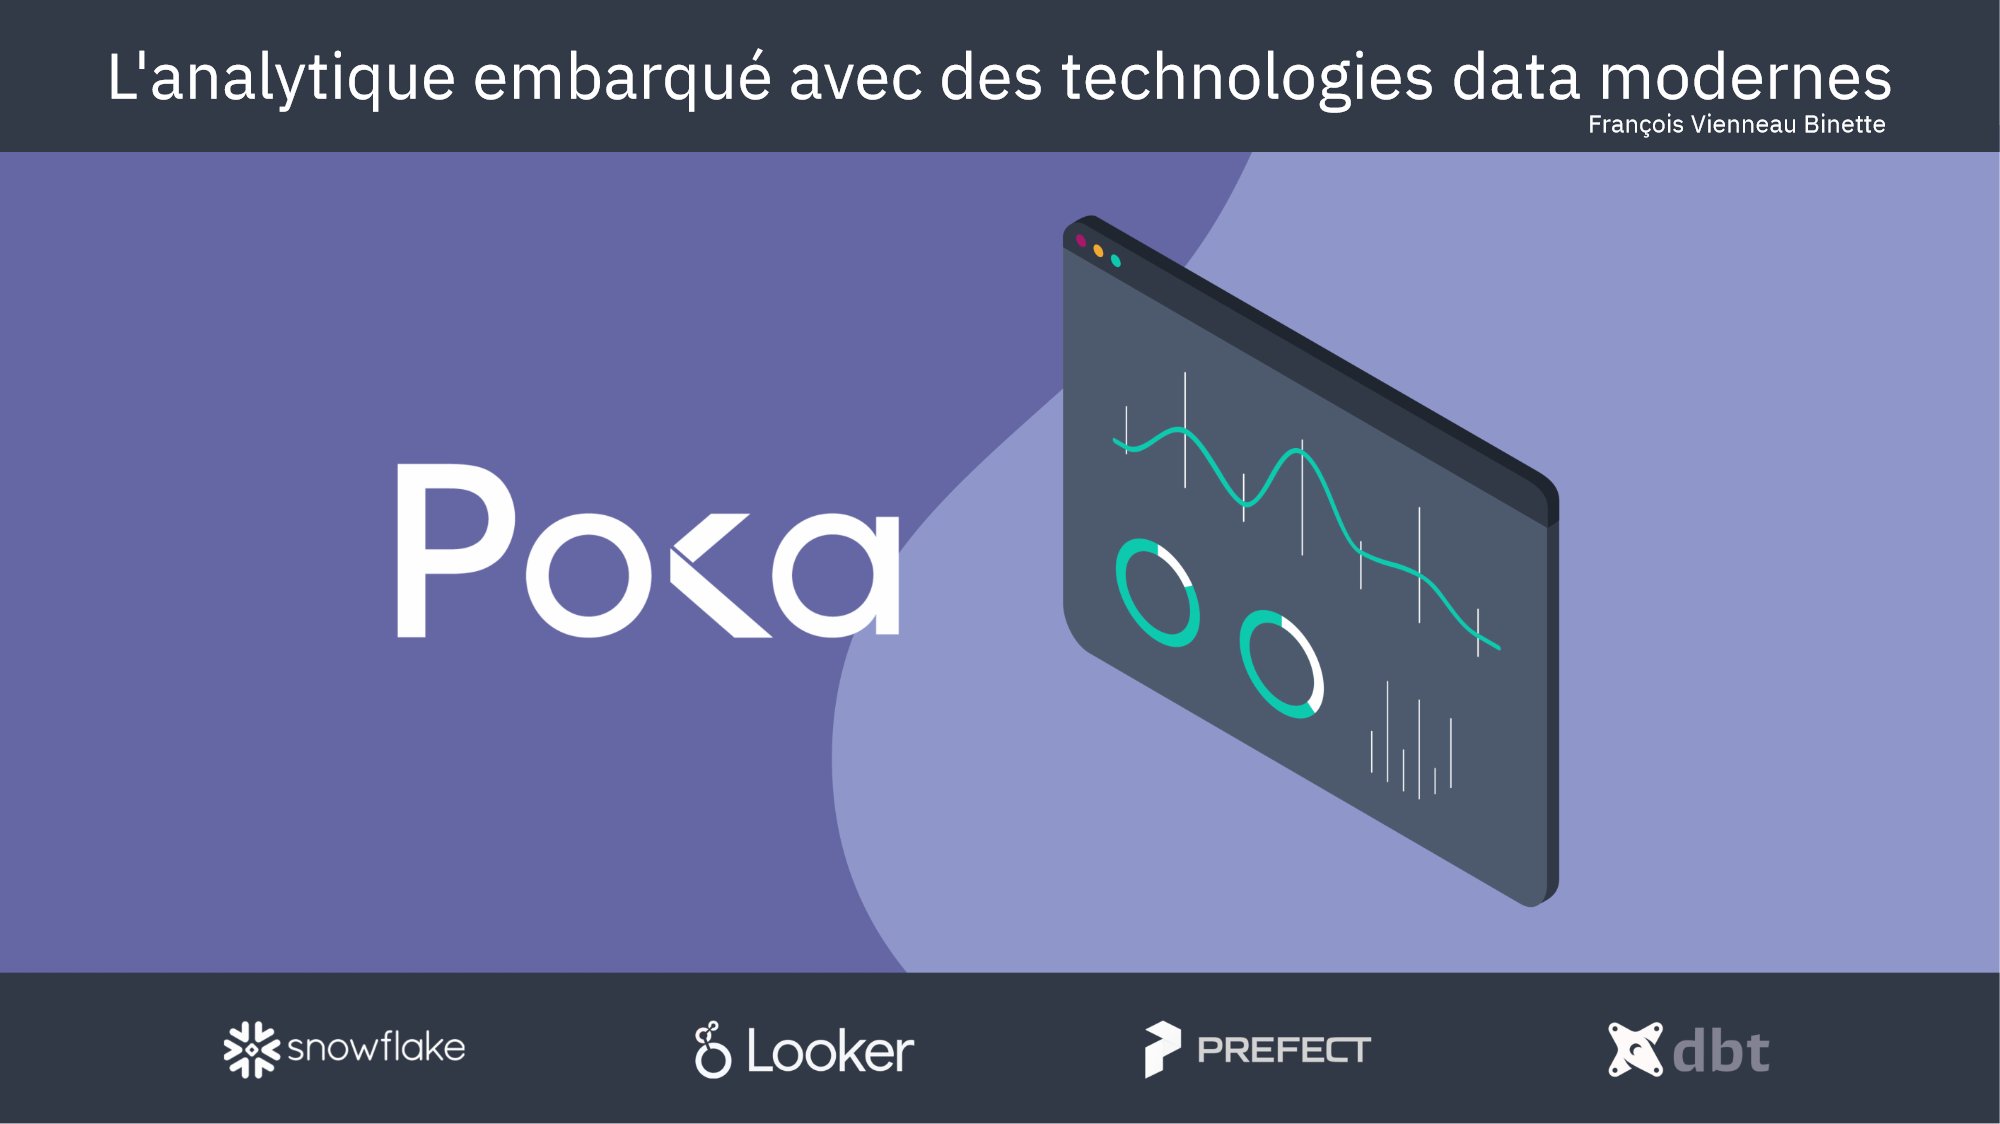 L'analytique embarqué avec des technologies data modernes
François Vienneau Binette
Poka
snowflake
Looker
PREFECT
dbt